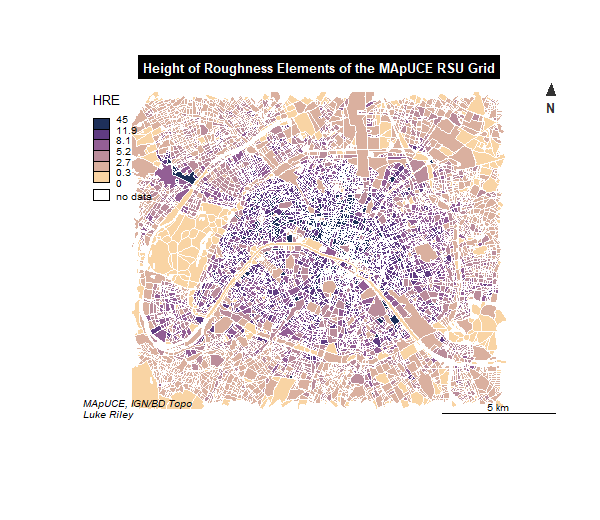 Height of Roughness Elements of the MApUCE RSU Grid
N
HRE
45
11.9
8.1
5.2
2.7
0.3
0
no data
MApUCE, IGN/BD Topo
Luke Riley
5 km